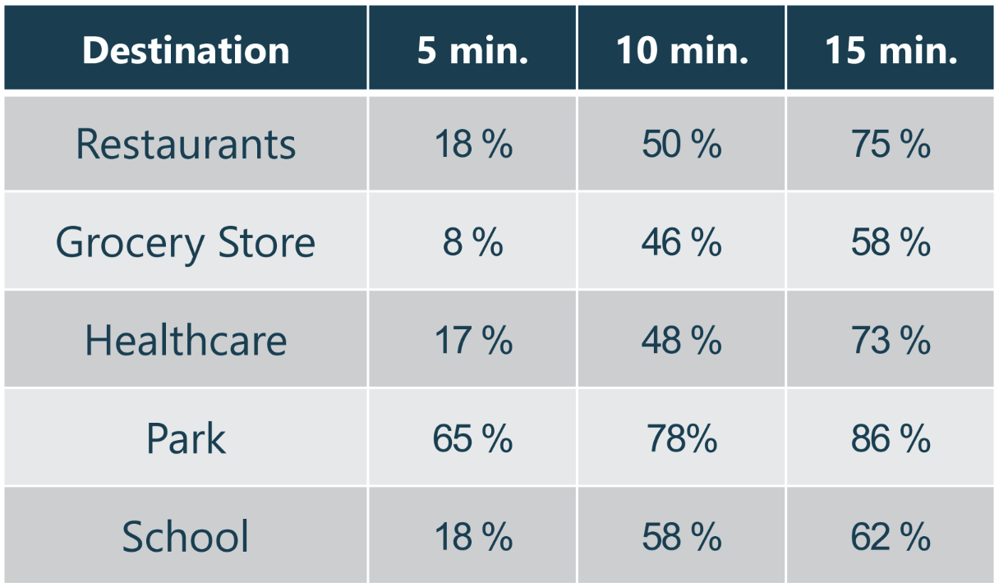 Destination 5 min. 10 min. 15 min.
Restaurants 18 % 50 % 75 %
Grocery Store 8 % 46 % 58 %
Healthcare 17 % 48 % 73 %
Park 65 % 78% 86 %
School 18 % 58 % 62 %